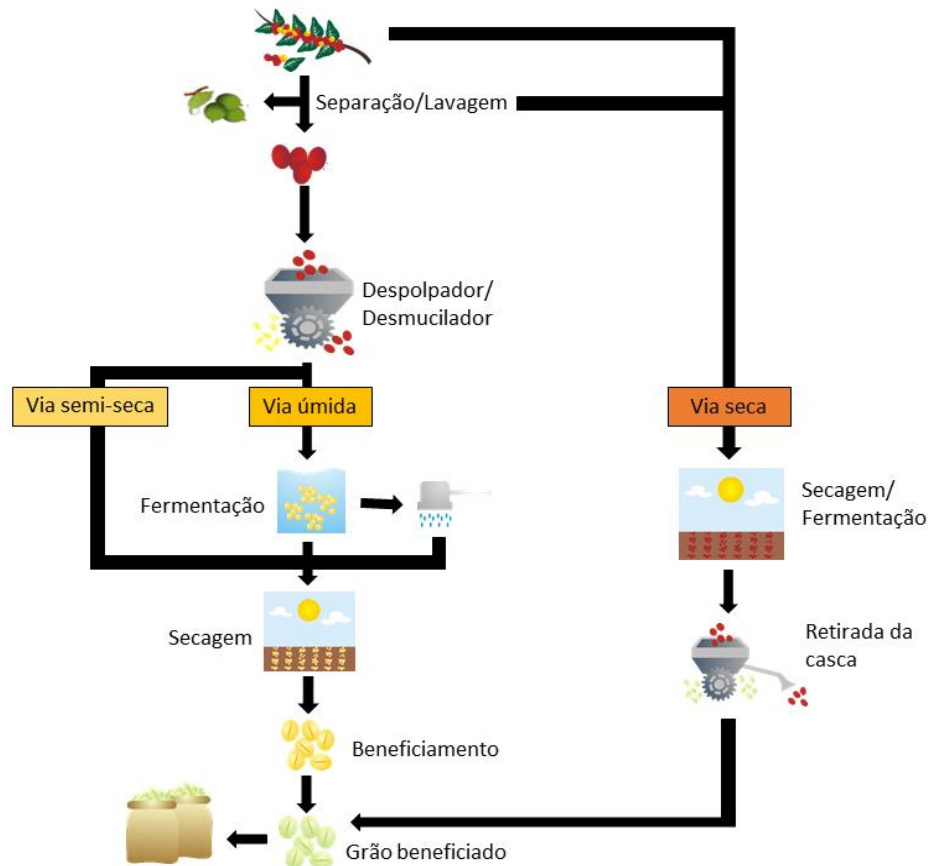 Separação/Lavagem
Despolpador/
Desmucilador
Via semi-seca
Via úmida
Via seca
Fermentação
Secagem/
Fermentação
Secagem
Retirada da
casca
Beneficiamento
Grão beneficiado